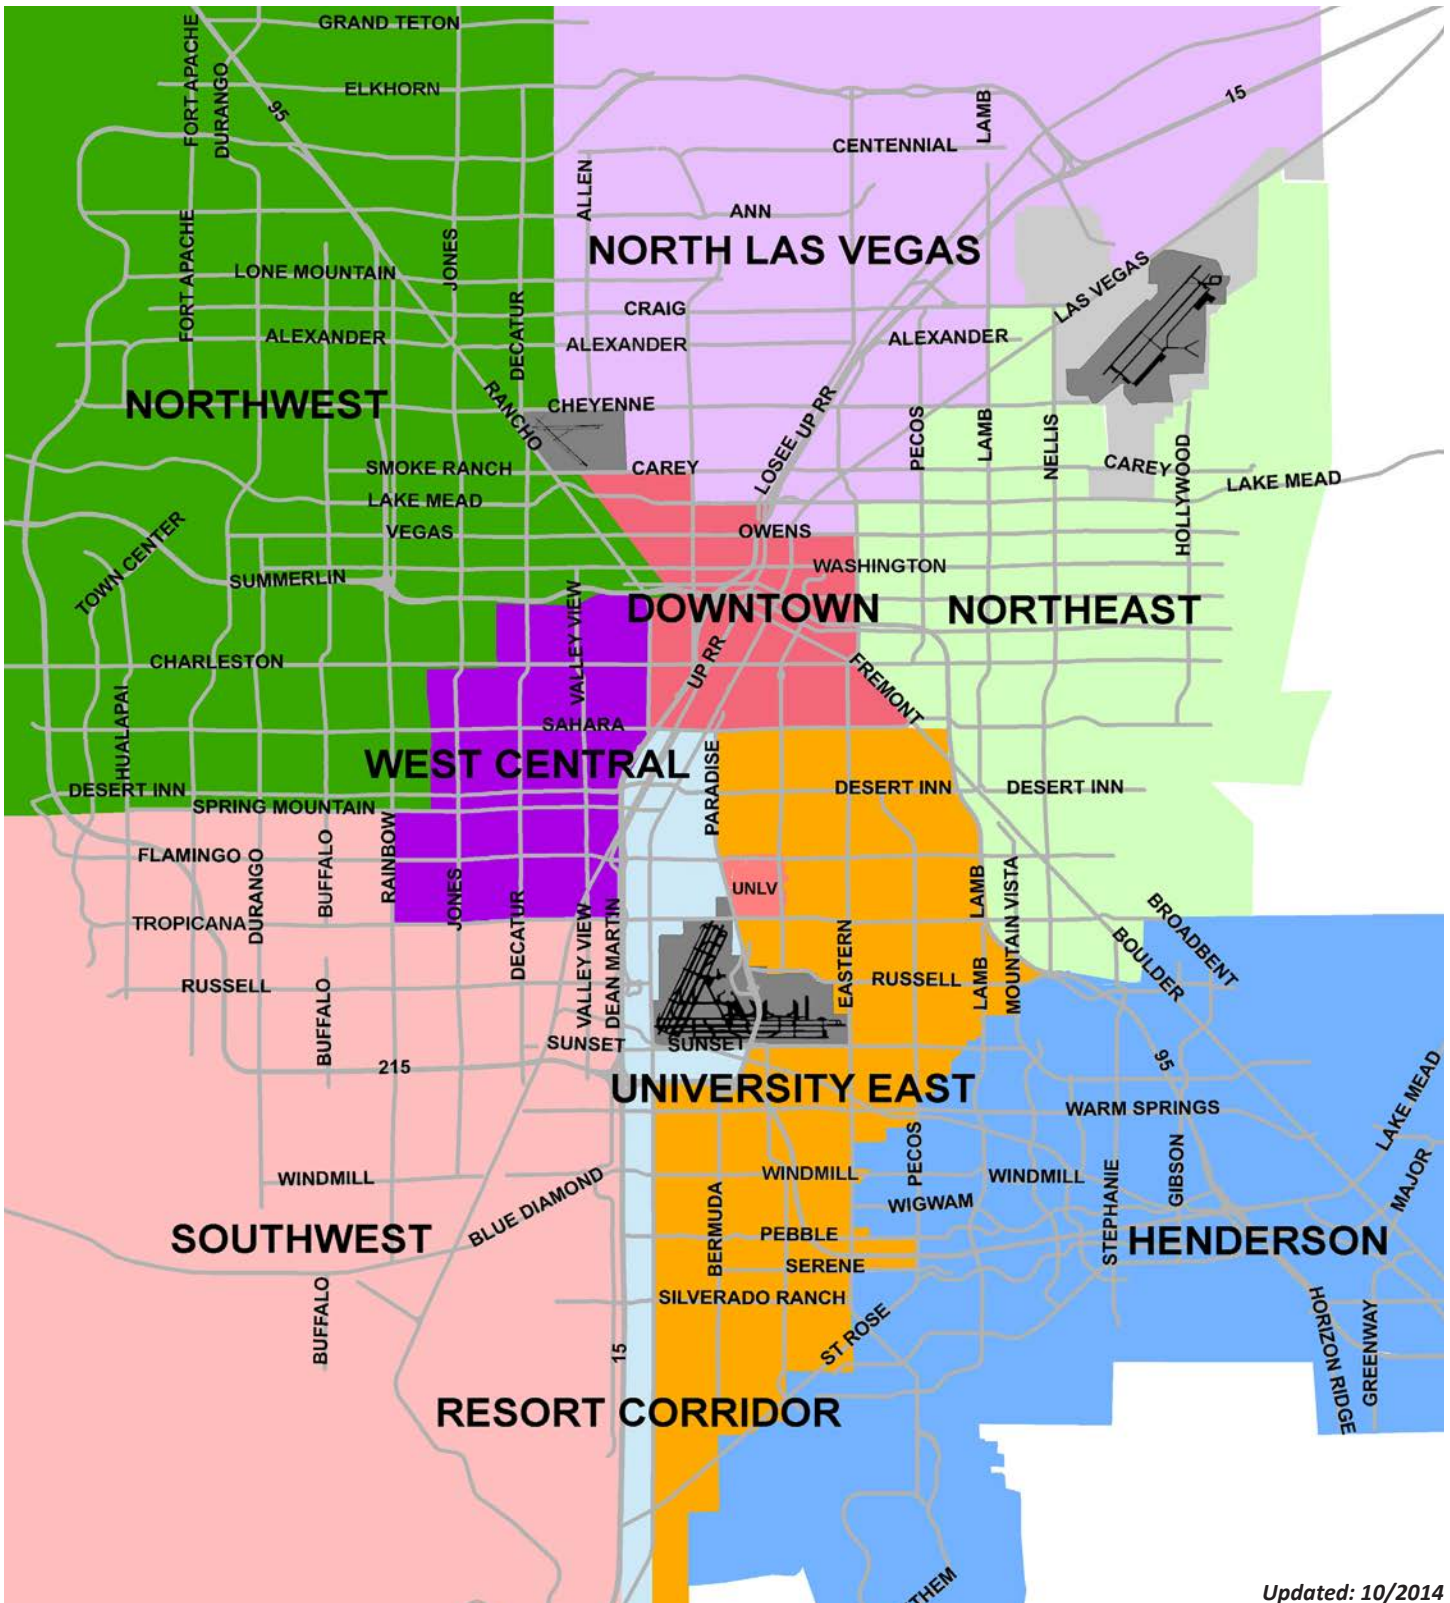 GRAND TETON
FORT APACHE
DURANGO
95
ELKHORN
LAMB
15
CENTENNIAL
ALLEN
ANN
FORT APACHE
JONES
NORTH LAS VEGAS
LONE MOUNTAIN
LAS VEGAS
DECATUR
CRAIG
ALEXANDER
ALEXANDER
ALEXANDER
NORTHWEST
RANCHO
CHEYENNE
UP RR
LOSEE
PECOS
LAMB
NELLIS
HOLLYWOOD
SMOKE RANCH
CAREY
CAREY
LAKE MEAD
LAKE MEAD
VEGAS
OWENS
TOWN CENTER
SUMMERLIN
WASHINGTON
VALLEY VIEW
DOWNTOWN
NORTHEAST
CHARLESTON
UP RR
FREMONT
HUALAPAI
SAHARA
WEST CENTRAL
PARADISE
DESERT INN
DESERT INN
DESERT INN
SPRING MOUNTAIN
FLAMINGO
DURANGO
BUFFALO
RAINBOW
UNLV
LAMB
MOUNTAIN VISTA
TROPICANA
JONES
DECATUR
VALLEY VIEW
DEAN MARTIN
EASTERN
BROADBENT
BOULDER
RUSSELL
RUSSELL
LAMB
BUFFALO
SUNSET
SUNSET
95
215
UNIVERSITY EAST
LAKE MEAD
WARM SPRINGS
PECOS
STEPHANIE
GIBSON
MAJOR
WINDMILL
WINDMILL
WINDMILL
BLUE DIAMOND
BERMUDA
WIGWAM
SOUTHWEST
PEBBLE
HENDERSON
SERENE
SILVERADO RANCH
BUFFALO
ST ROSE
15
HORIZON RIDGE
GREENWAY
RESORT CORRIDOR
THEM
Updated: 10/2014